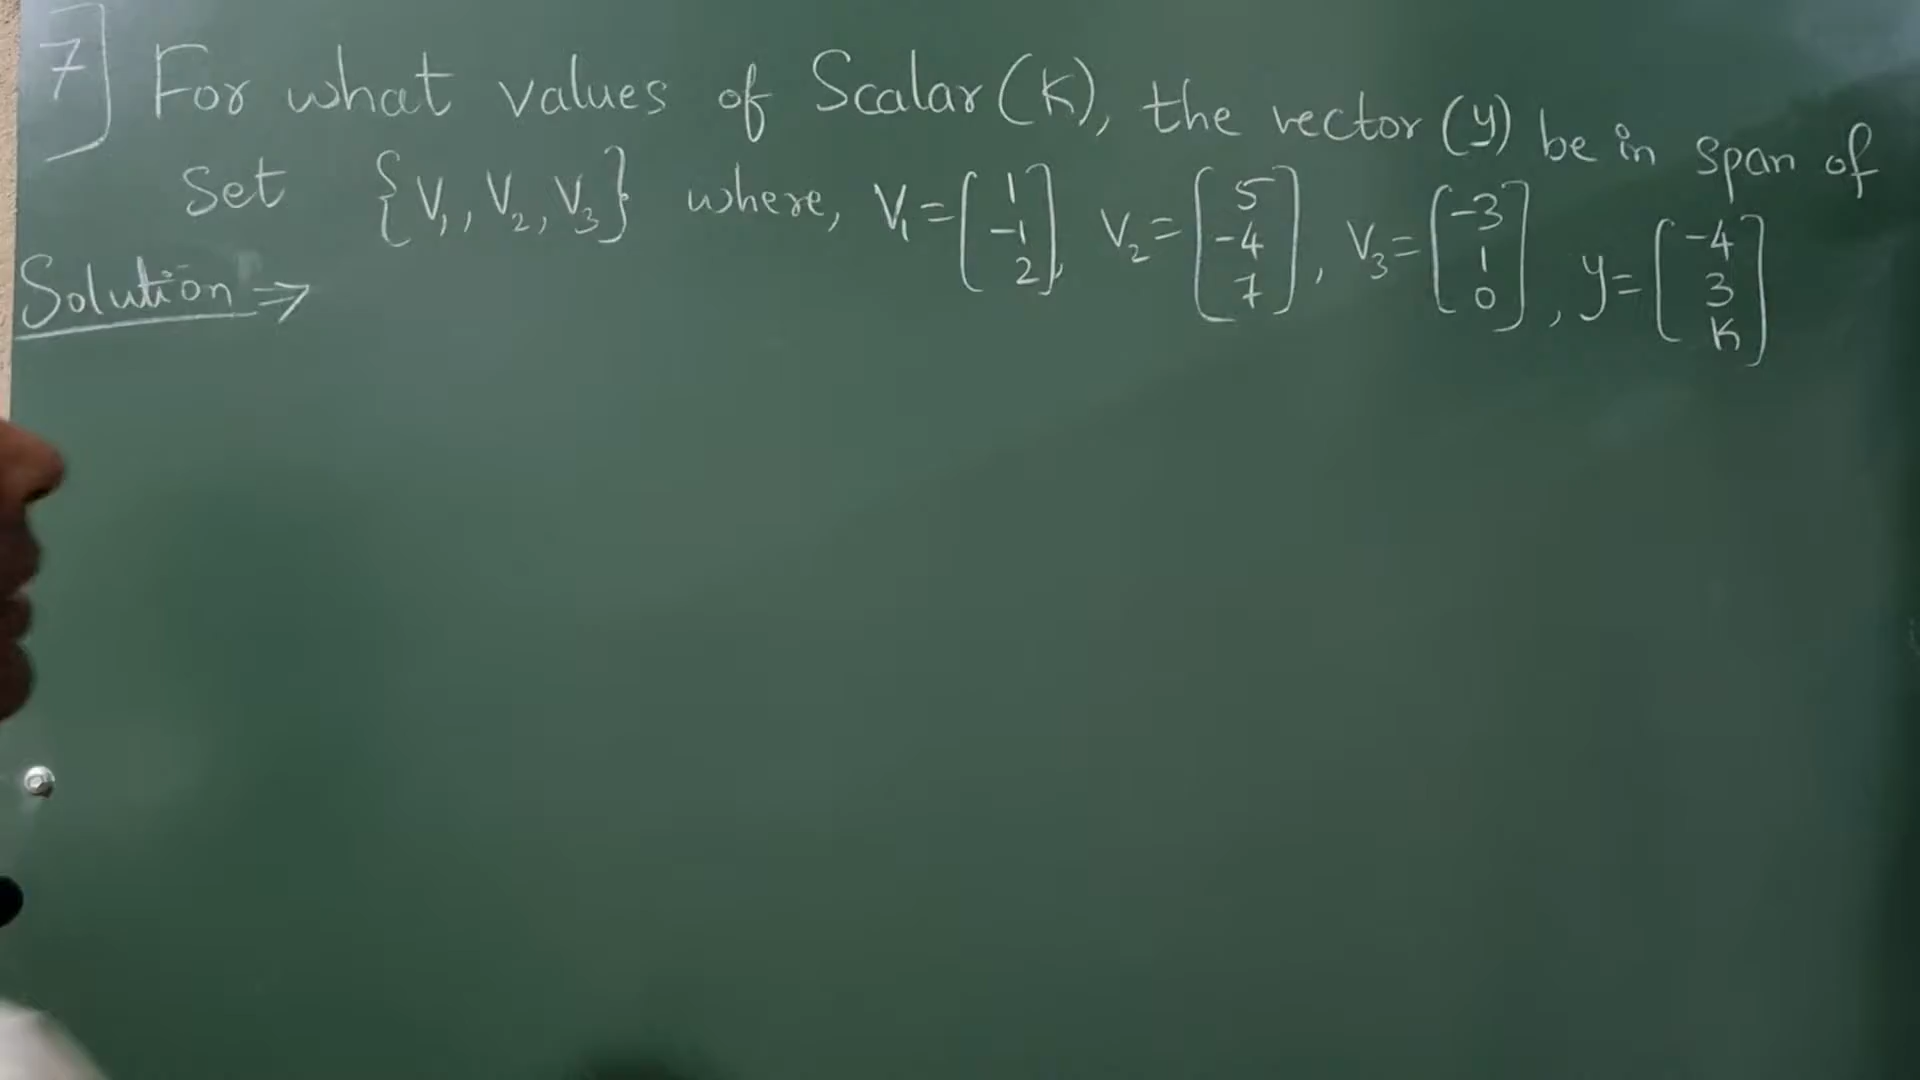 7] For what values of Scalar (K), the vector (y) be in span of
Set {V₁, V₂, V₃} where, V₁ = [1 -1 2], V₂ = [5 -4 7], V₃ = [-3 1 0], y = [-4 3 K]
Solution →